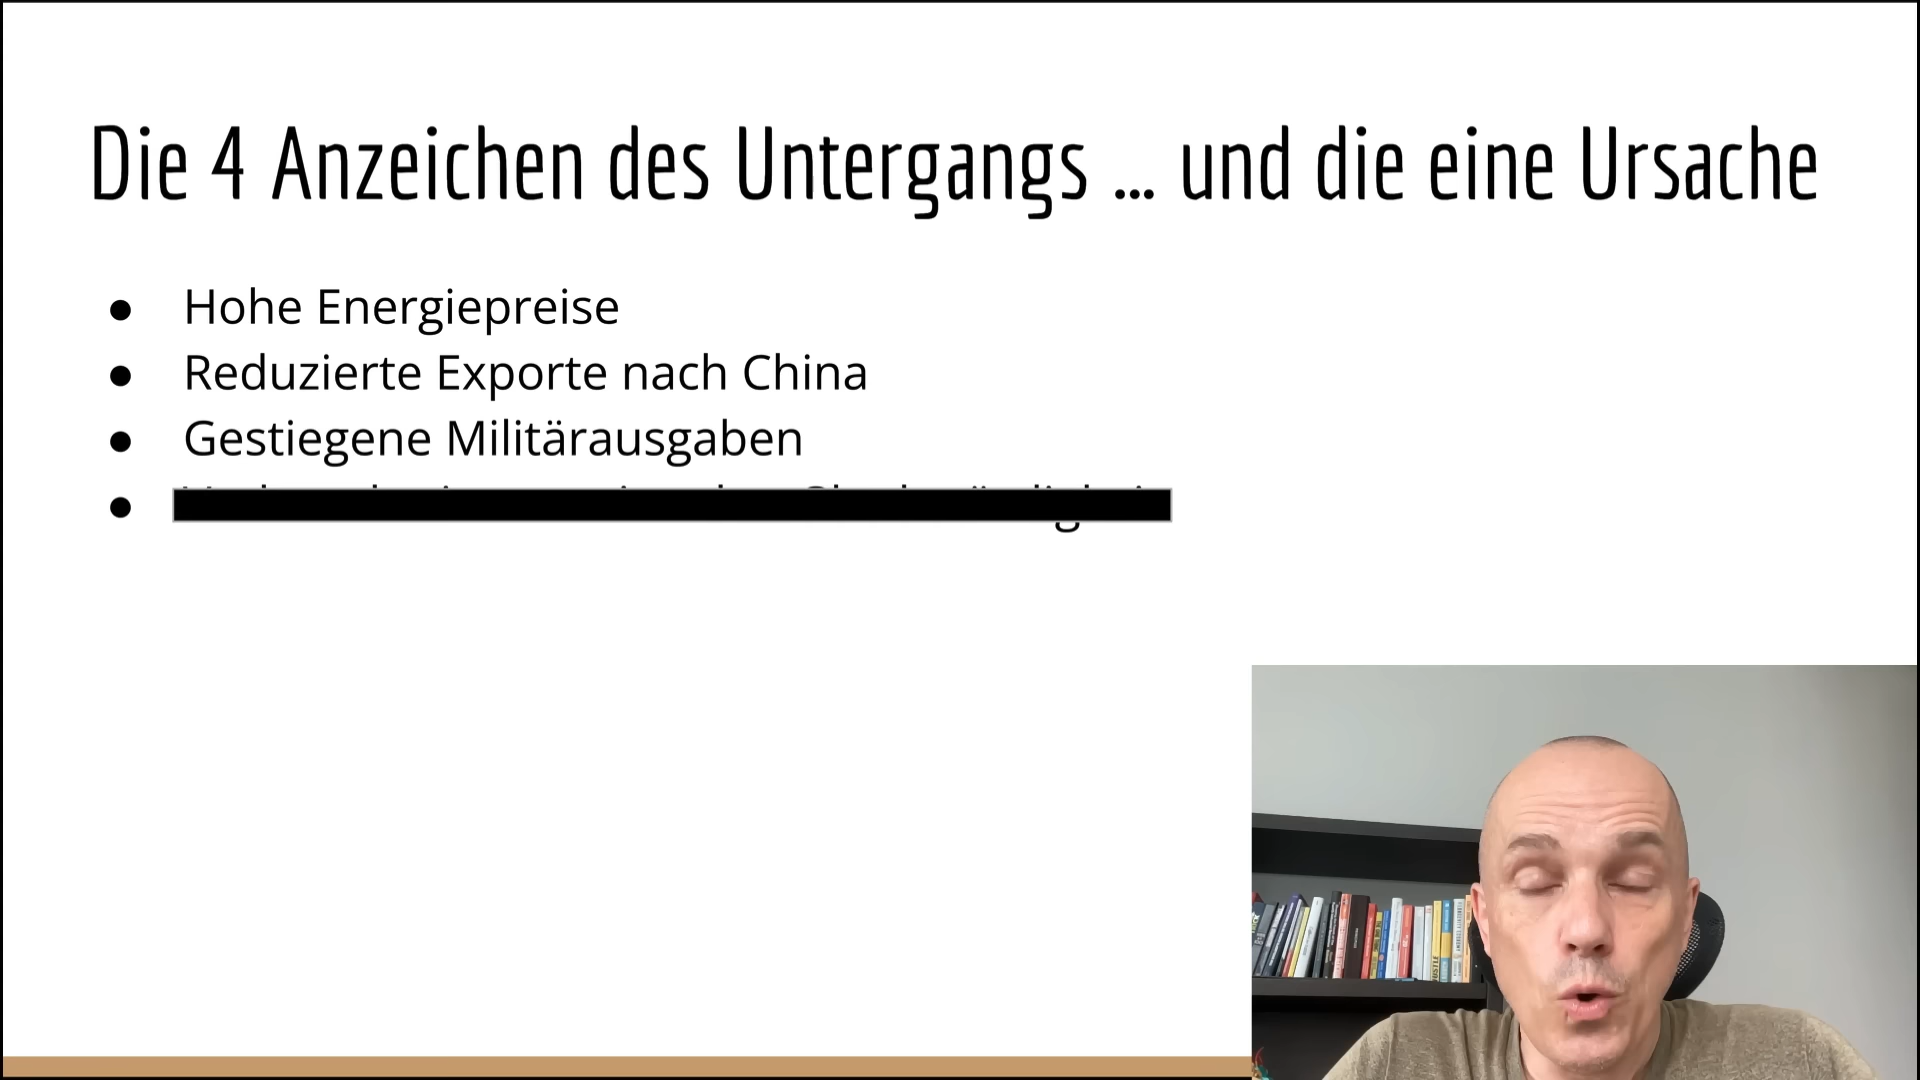 Die 4 Anzeichen des Untergangs ... und die eine Ursache
● Hohe Energiepreise
● Reduzierte Exporte nach China
● Gestiegene Militärausgaben
●